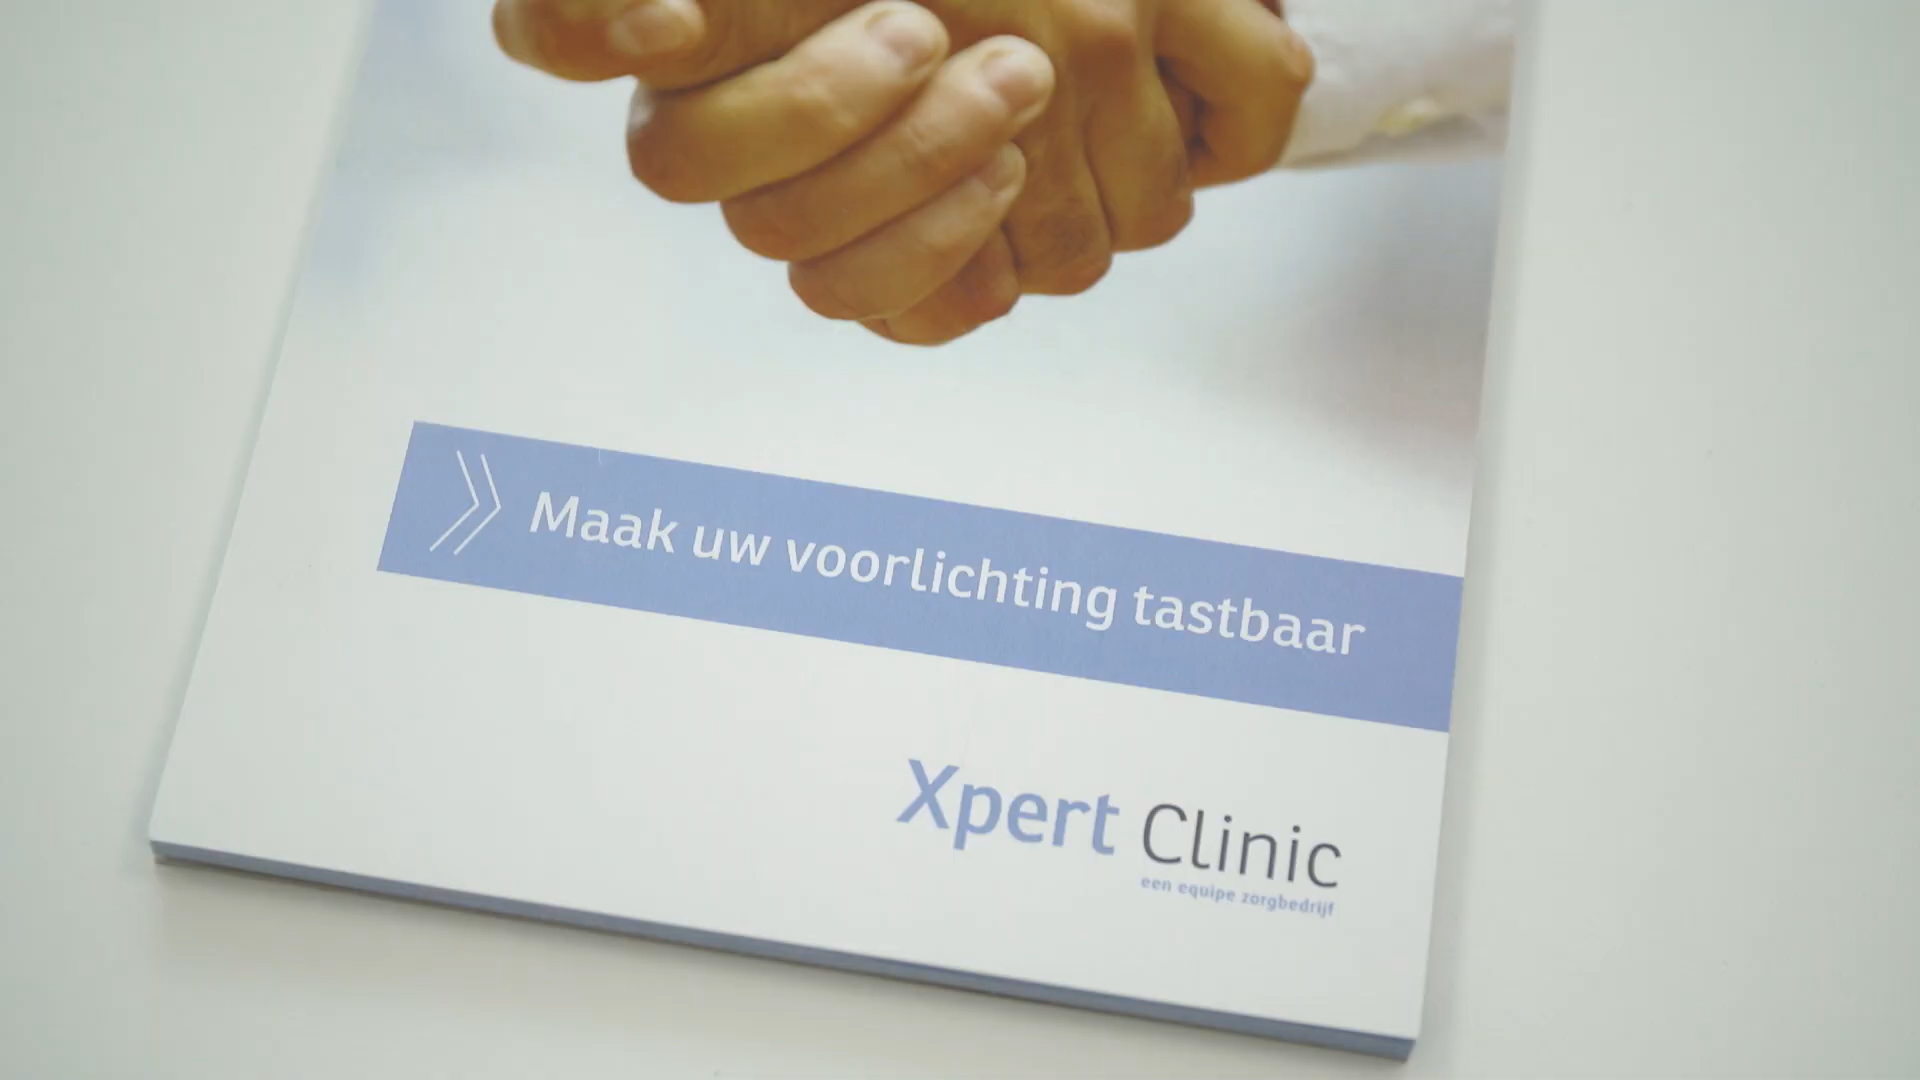 Maak uw voorlichting tastbaar
Xpert Clinic
een equipe zorgbedrijf